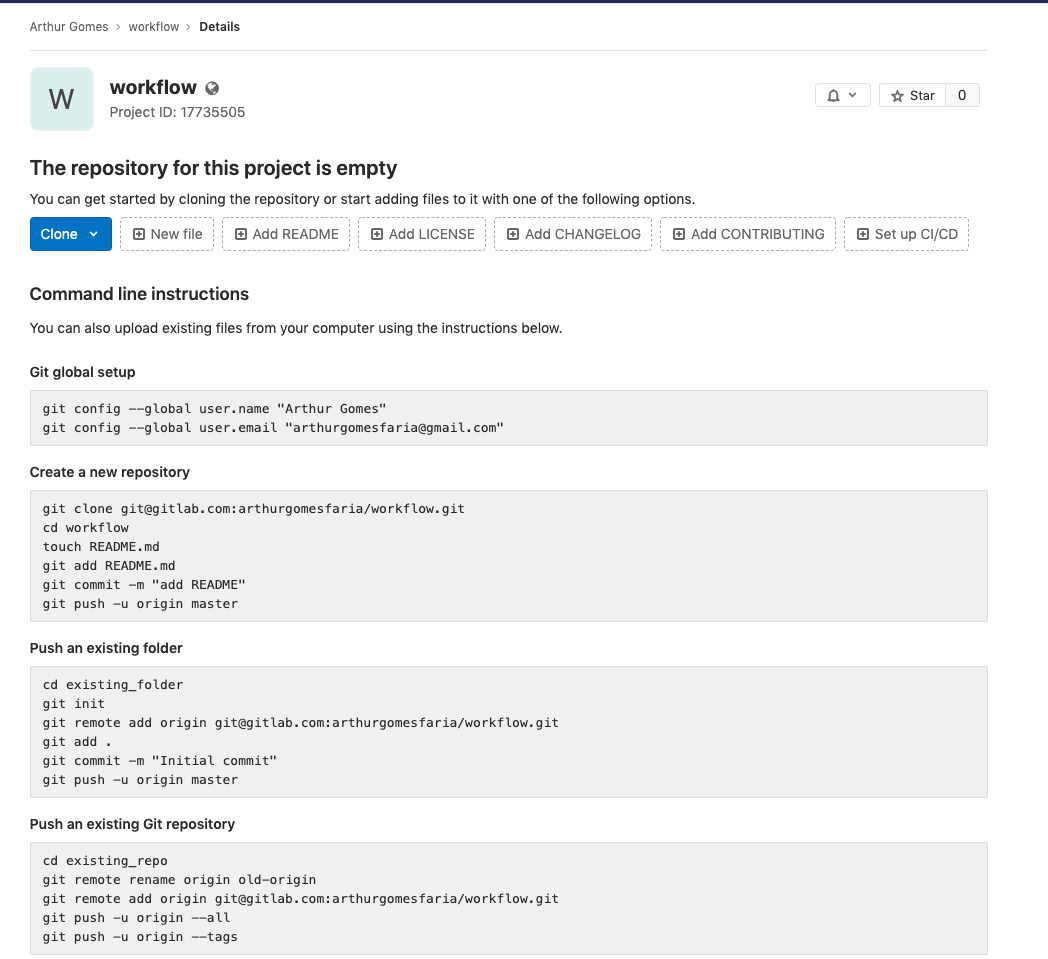 Arthur Gomes › workflow › Details
W
workflow
Project ID: 17735505
Star 0
The repository for this project is empty
You can get started by cloning the repository or start adding files to it with one of the following options.
Clone New file Add README Add LICENSE Add CHANGELOG Add CONTRIBUTING Set up CI/CD
Command line instructions
You can also upload existing files from your computer using the instructions below.
Git global setup
git config --global user.name "Arthur Gomes"
git config --global user.email "arthurgomesfaria@gmail.com"
Create a new repository
git clone git@gitlab.com:arthurgomesfaria/workflow.git
cd workflow
touch README.md
git add README.md
git commit -m "add README"
git push -u origin master
Push an existing folder
cd existing_folder
git init
git remote add origin git@gitlab.com:arthurgomesfaria/workflow.git
git add .
git commit -m "Initial commit"
git push -u origin master
Push an existing Git repository
cd existing_repo
git remote rename origin old-origin
git remote add origin git@gitlab.com:arthurgomesfaria/workflow.git
git push -u origin --all
git push -u origin --tags